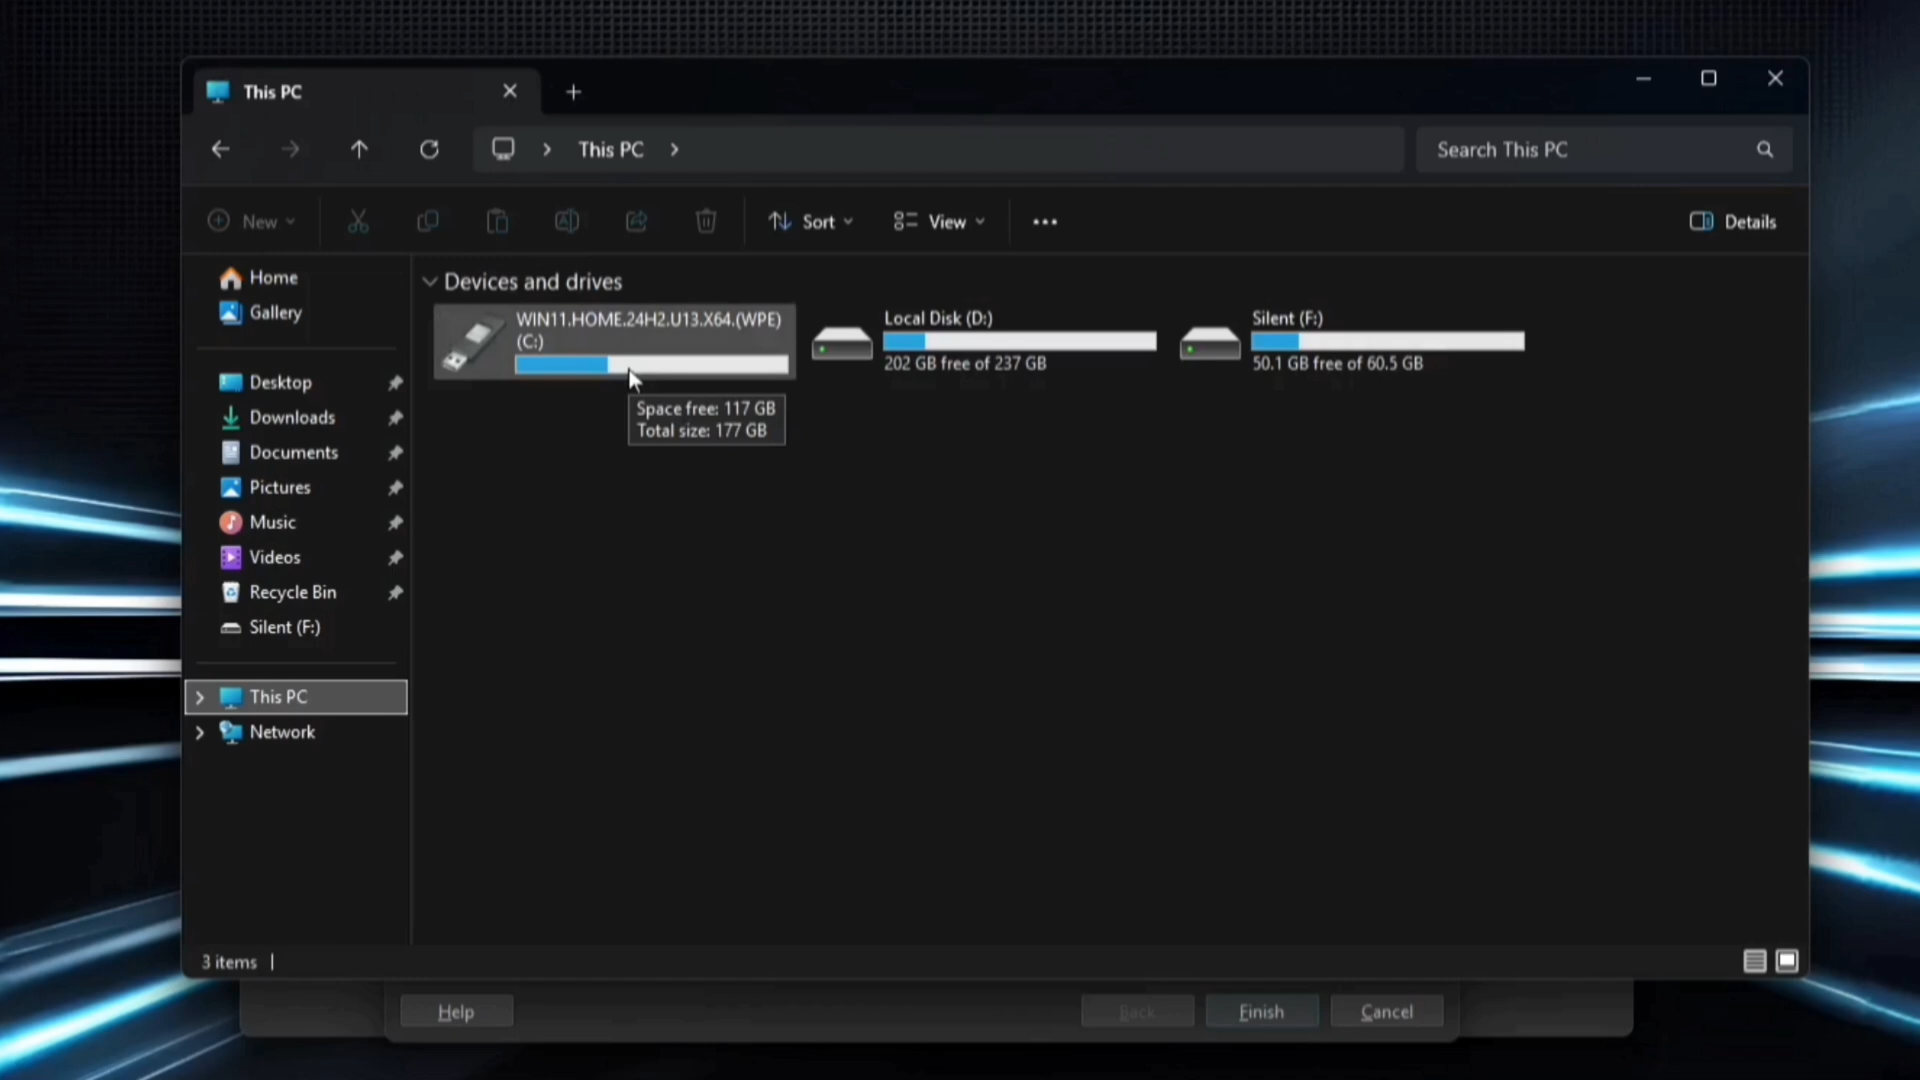 This PC
This PC
Search This PC
New
Sort
View
Details
Home
Gallery
Desktop
Downloads
Documents
Pictures
Music
Videos
Recycle Bin
Silent (F:)
This PC
Network
Devices and drives
WIN11.HOME.24H2.U13.X64.(WPE)
(C:)
Space free: 117 GB
Total size: 177 GB
Local Disk (D:)
202 GB free of 237 GB
Silent (F:)
50.1 GB free of 60.5 GB
3 items
Help
Back
Finish
Cancel